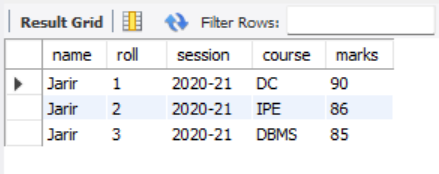 Result Grid Filter Rows:
name roll session course marks
Jarir 1 2020-21 DC 90
Jarir 2 2020-21 IPE 86
Jarir 3 2020-21 DBMS 85